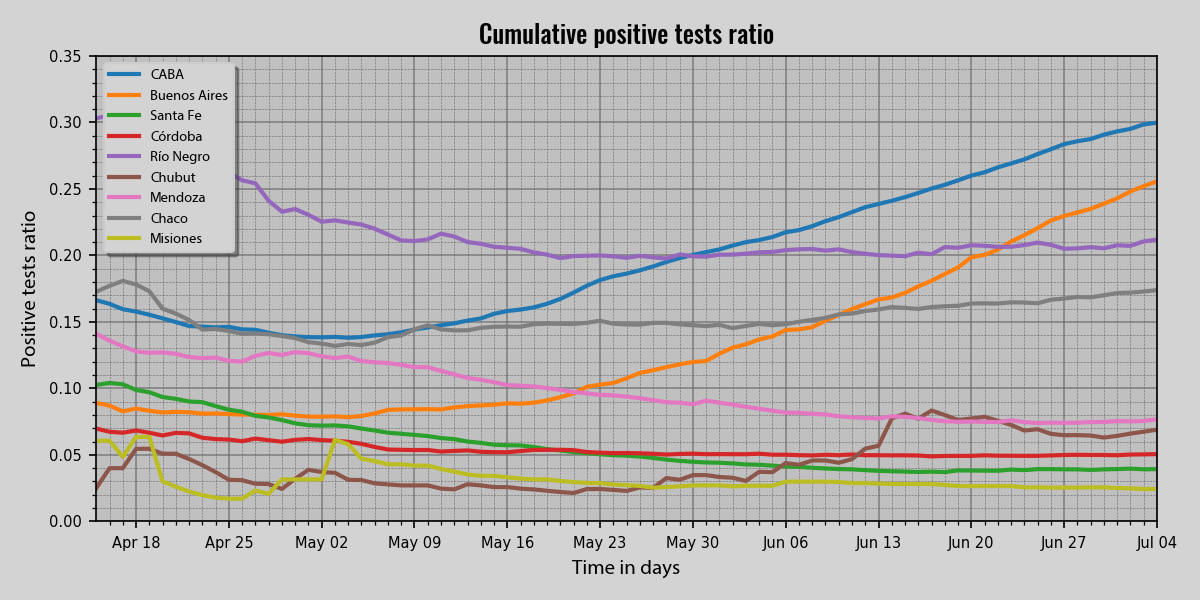 Cumulative positive tests ratio
Positive tests ratio
0.35
0.30
0.25
0.20
0.15
0.10
0.05
0.00
CABA
Buenos Aires
Santa Fe
Córdoba
Río Negro
Chubut
Mendoza
Chaco
Misiones
Apr 18 Apr 25 May 02 May 09 May 16 May 23 May 30 Jun 06 Jun 13 Jun 20 Jun 27 Jul 04
Time in days